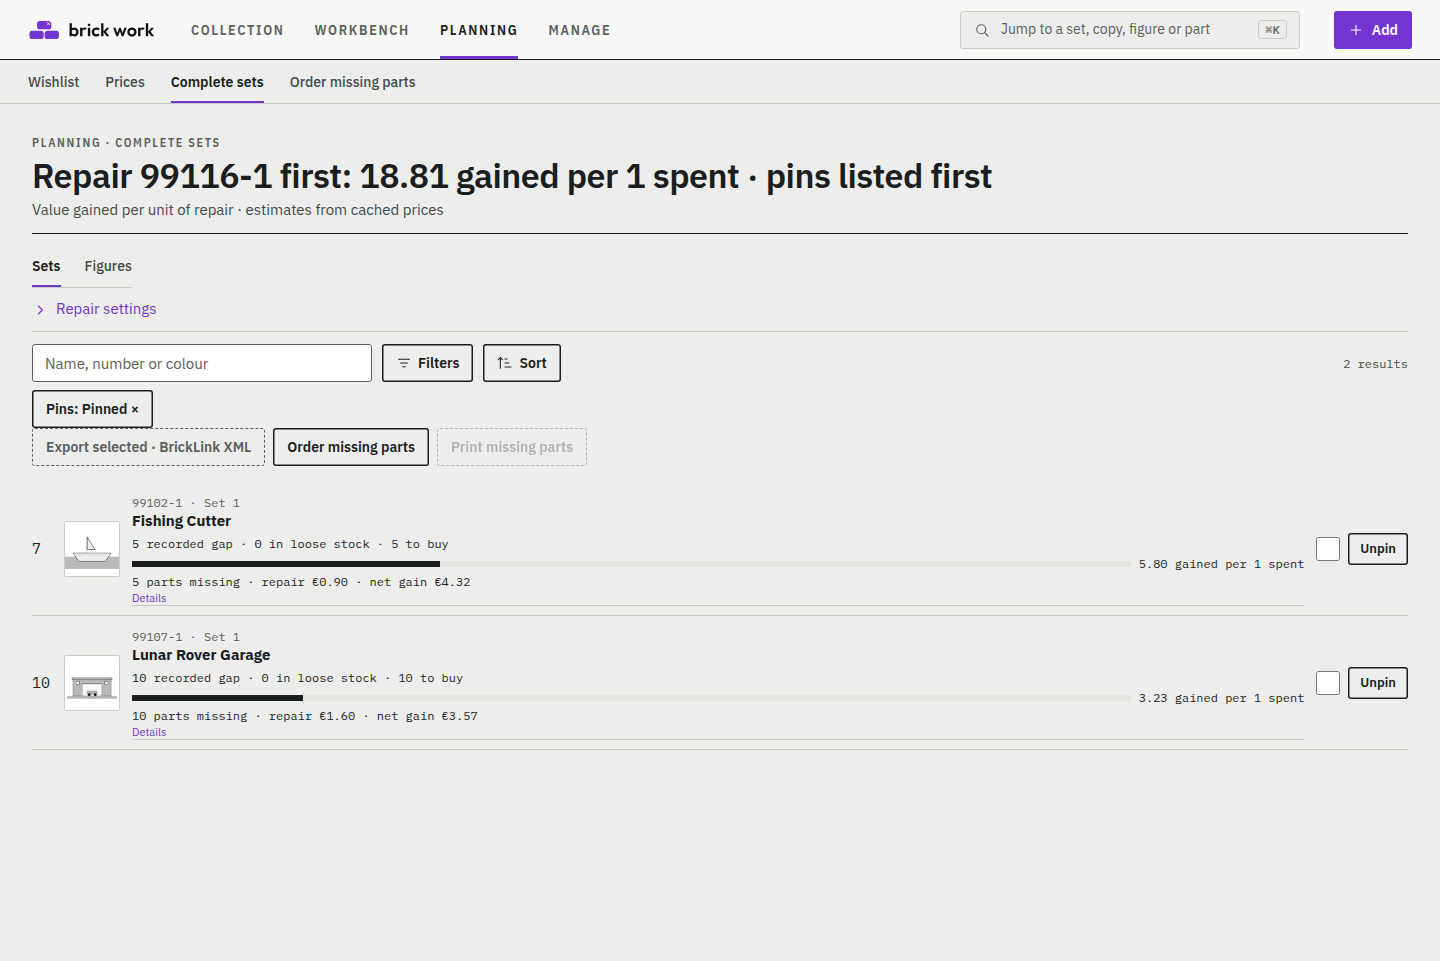 brick work
COLLECTION
WORKBENCH
PLANNING
MANAGE
Jump to a set, copy, figure or part
⌘K
+ Add
Wishlist
Prices
Complete sets
Order missing parts
PLANNING · COMPLETE SETS
Repair 99116-1 first: 18.81 gained per 1 spent · pins listed first
Value gained per unit of repair · estimates from cached prices
Sets
Figures
Repair settings
Name, number or colour
Filters
Sort
2 results
Pins: Pinned ×
Export selected · BrickLink XML
Order missing parts
Print missing parts
7
99102-1 · Set 1
Fishing Cutter
5 recorded gap · 0 in loose stock · 5 to buy
5.80 gained per 1 spent
5 parts missing · repair €0.90 · net gain €4.32
Details
Unpin
10
99107-1 · Set 1
Lunar Rover Garage
10 recorded gap · 0 in loose stock · 10 to buy
3.23 gained per 1 spent
10 parts missing · repair €1.60 · net gain €3.57
Details
Unpin